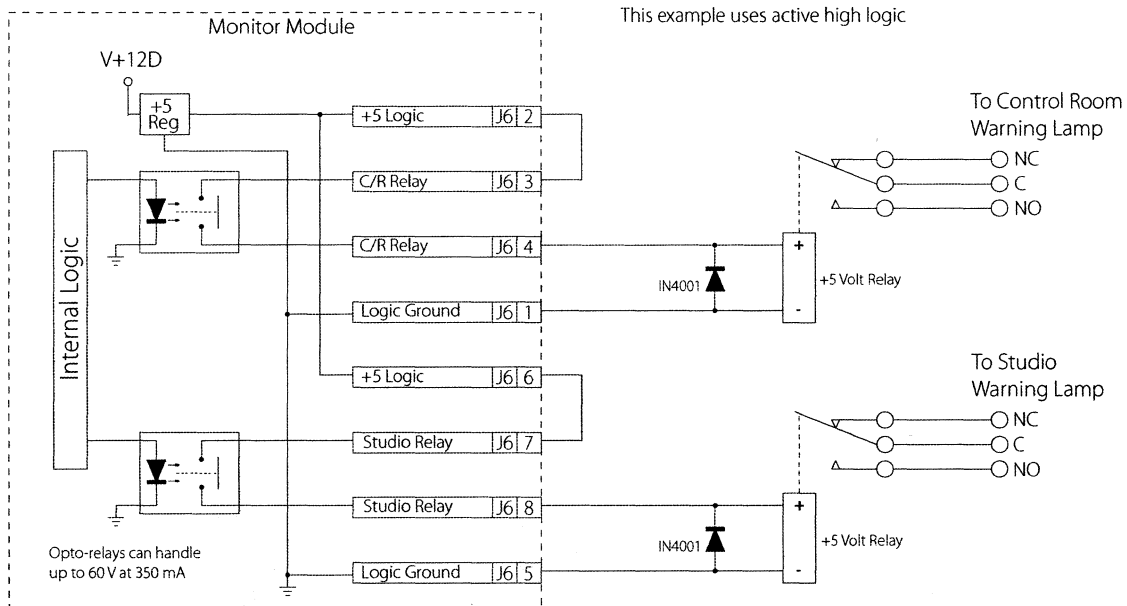 Monitor Module
This example uses active high logic
V+12D
+5
Reg
+5 Logic J6 2
C/R Relay J6 3
C/R Relay J6 4
Logic Ground J6 1
+5 Logic J6 6
Studio Relay J6 7
Studio Relay J6 8
Logic Ground J6 5
Internal Logic
Opto-relays can handle
up to 60 V at 350 mA
To Control Room
Warning Lamp
NC
C
NO
IN4001
+
-
+5 Volt Relay
To Studio
Warning Lamp
NC
C
NO
IN4001
+
-
+5 Volt Relay